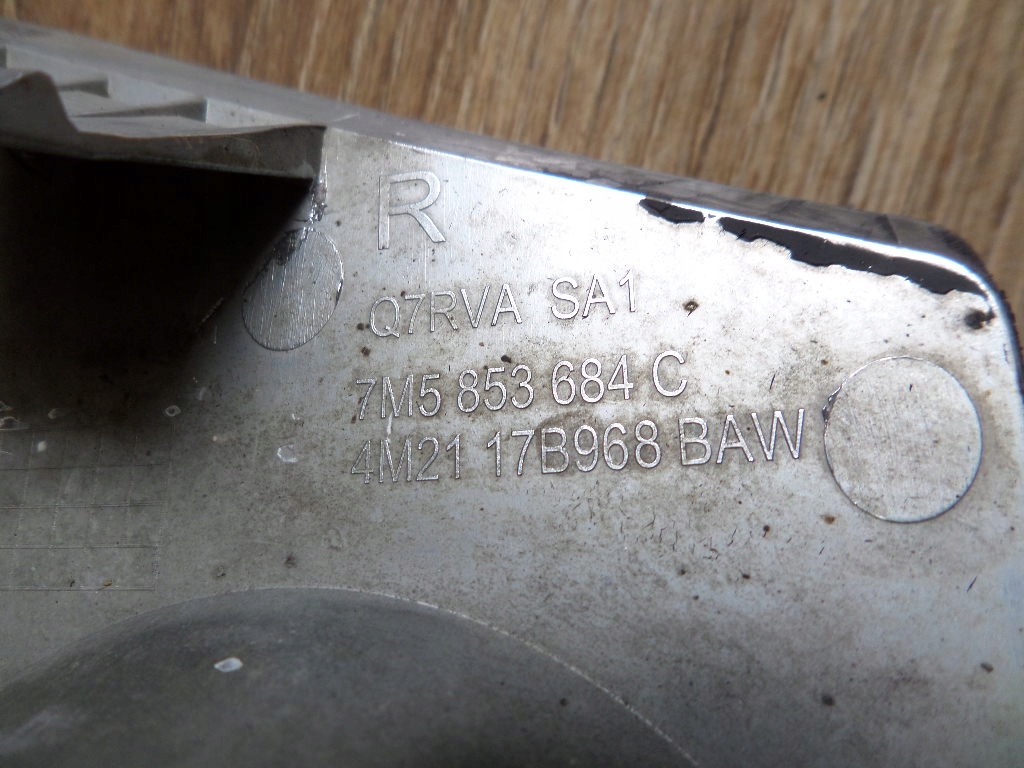 R
Q7RVA SA1
7M5 853 684 C
4M21 17B968 BAW